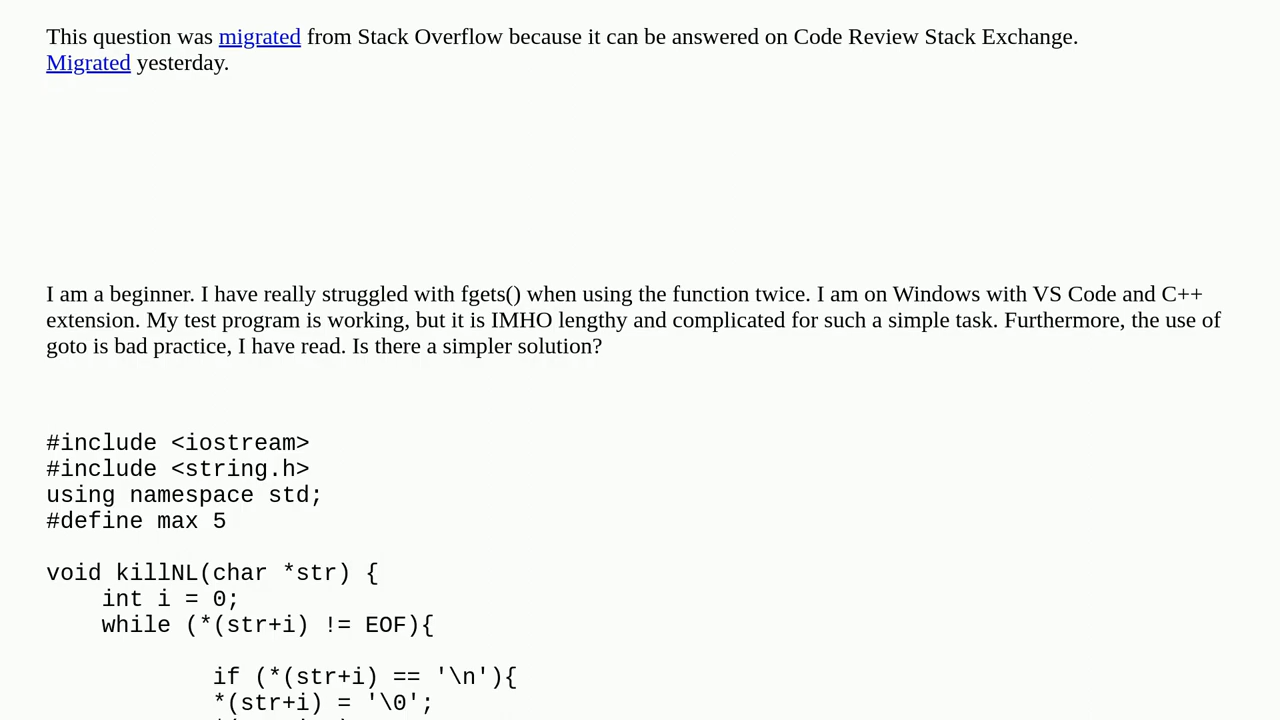 This question was migrated from Stack Overflow because it can be answered on Code Review Stack Exchange.
Migrated yesterday.
I am a beginner. I have really struggled with fgets() when using the function twice. I am on Windows with VS Code and C++
extension. My test program is working, but it is IMHO lengthy and complicated for such a simple task. Furthermore, the use of
goto is bad practice, I have read. Is there a simpler solution?
#include <iostream>
#include <string.h>
using namespace std;
#define max 5
void killNL(char *str) {
    int i = 0;
    while (*(str+i) != EOF){
            if (*(str+i) == '\n'){
            *(str+i) = '\0';